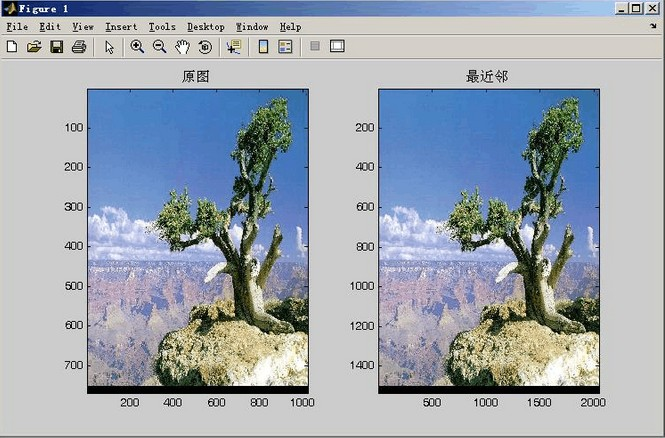 Figure 1
File Edit View Insert Tools Desktop Window Help
原图
最近邻
100
200
300
400
500
600
700
200 400 600 800 1000
200
400
600
800
1000
1200
1400
500 1000 1500 2000